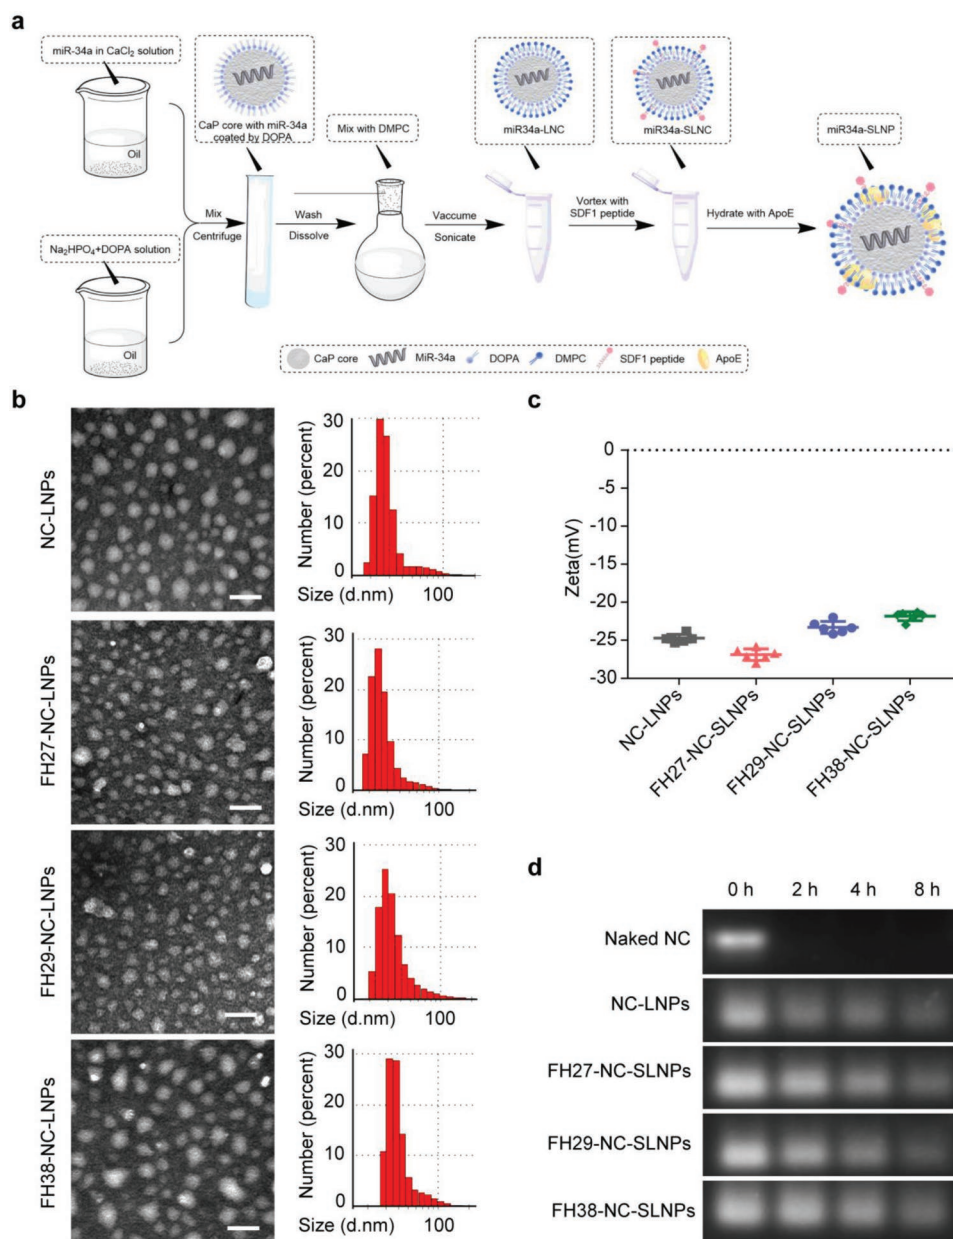 a
miR-34a in CaCl2 solution
Oil
Na2HPO4+DOPA solution
Oil
Mix
Centrifuge
CaP core with miR-34a
coated by DOPA
Wash
Dissolve
Mix with DMPC
Vaccume
Sonicate
miR34a-LNC
Vortex with
SDF1 peptide
miR34a-SLNC
Hydrate with ApoE
miR34a-SLNP
CaP core MiR-34a DOPA DMPC SDF1 peptide ApoE
b
NC-LNPs
Number (percent)
30
20
10
0
Size (d.nm) 100
FH27-NC-LNPs
Number (percent)
30
20
10
0
Size (d.nm) 100
FH29-NC-LNPs
Number (percent)
30
20
10
0
Size (d.nm) 100
FH38-NC-LNPs
Number (percent)
30
20
10
0
Size (d.nm) 100
c
Zeta(mV)
0
-5
-10
-15
-20
-25
-30
NC-LNPs
FH27-NC-SLNPs
FH29-NC-SLNPs
FH38-NC-SLNPs
d
0 h 2 h 4 h 8 h
Naked NC
NC-LNPs
FH27-NC-SLNPs
FH29-NC-SLNPs
FH38-NC-SLNPs